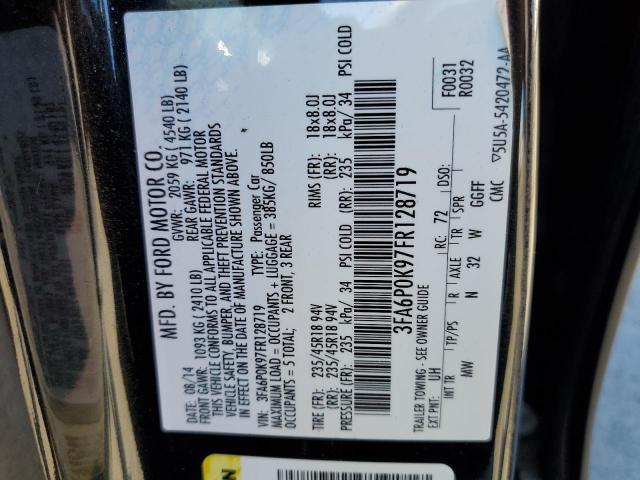 MFD. BY FORD MOTOR CO.
DATE: 08/14 GVWR: 2059 KG ( 4540 LB)
FRONT GAWR: 1093 KG ( 2410 LB) REAR GAWR: 971 KG ( 2140 LB)
THIS VEHICLE CONFORMS TO ALL APPLICABLE FEDERAL MOTOR
VEHICLE SAFETY, BUMPER, AND THEFT PREVENTION STANDARDS
IN EFFECT ON THE DATE OF MANUFACTURE SHOWN ABOVE.
VIN: 3FA6P0K97FR128719 TYPE: Passenger Car
MAXIMUM LOAD = OCCUPANTS + LUGGAGE = 385KG/ 850LB
OCCUPANTS = 5 TOTAL; 2 FRONT, 3 REAR
TIRE (FR): 235/45R18 94V RIMS (FR): 18x8.0J
(RR): 235/45R18 94V (RR): 18x8.0J
PRESSURE (FR): 235 kPa/ 34 PSI COLD (RR): 235 kPa/ 34 PSI COLD
3FA6P0K97FR128719
F0031
R0032
TRAILER TOWING - SEE OWNER GUIDE
EXT PNT: UH RC: 72 DSO:
INT TR TP/PS R AXLE TR SPR
MW N 32 W GGFF
CMC ▽5U5A-5420472-AA